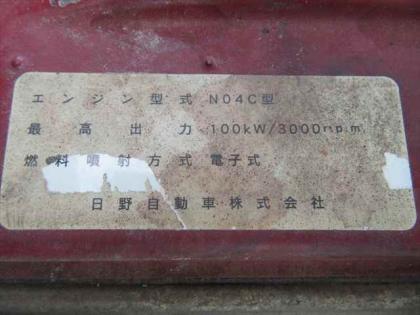 エンジン型式 N04C型
最高出力 100kW/3000r.p.m.
燃料噴射方式 電子式
日野自動車株式会社